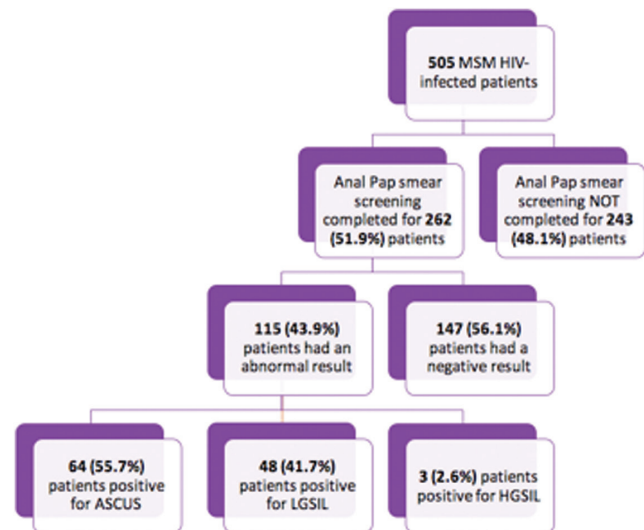 505 MSM HIV-
infected patients
Anal Pap smear
screening
completed for 262
(51.9%) patients
Anal Pap smear
screening NOT
completed for 243
(48.1%) patients
115 (43.9%)
patients had an
abnormal result
147 (56.1%)
patients had a
negative result
64 (55.7%)
patients positive
for ASCUS
48 (41.7%)
patients positive
for LGSIL
3 (2.6%) patients
positive for HGSIL